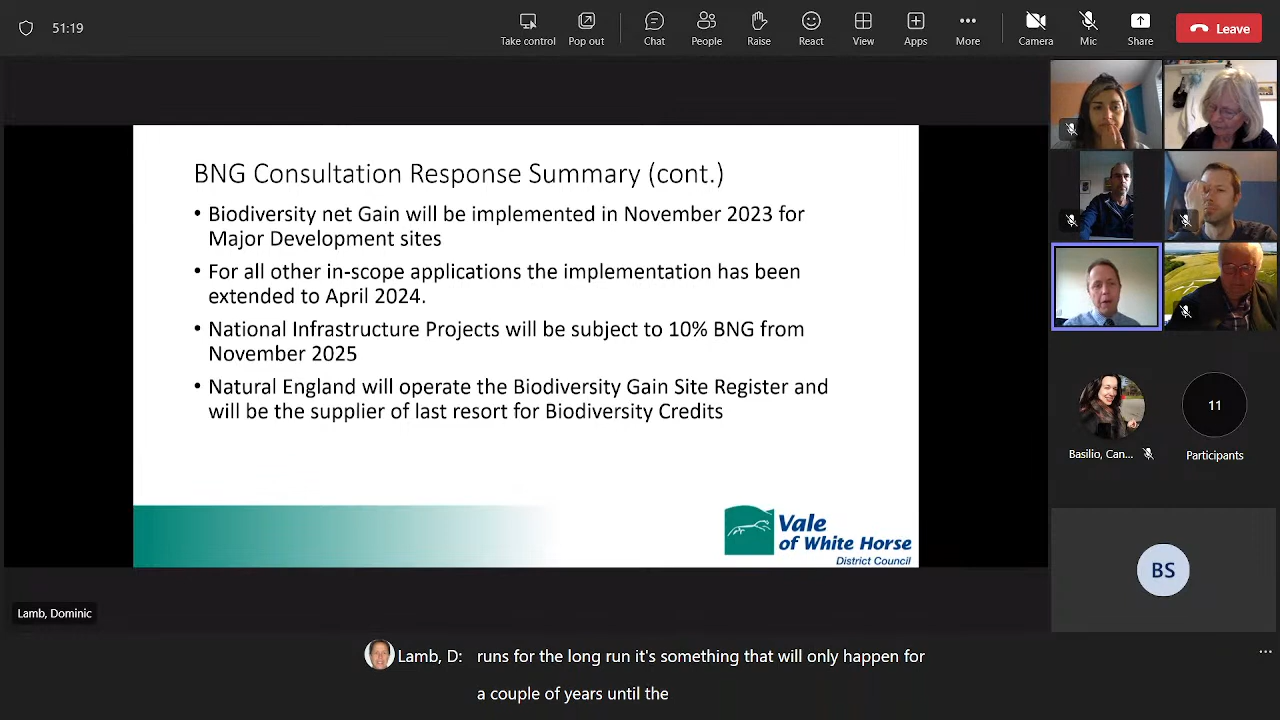 51:19
Take control
Pop out
Chat
People
Raise
React
View
Apps
More
Camera
Mic
Share
Leave
BNG Consultation Response Summary (cont.)
• Biodiversity net Gain will be implemented in November 2023 for
Major Development sites
• For all other in-scope applications the implementation has been
extended to April 2024.
• National Infrastructure Projects will be subject to 10% BNG from
November 2025
• Natural England will operate the Biodiversity Gain Site Register and
will be the supplier of last resort for Biodiversity Credits
Vale
of White Horse
District Council
11
Basilio, Can...
Participants
BS
Lamb, Dominic
Lamb, D: runs for the long run it's something that will only happen for
a couple of years until the